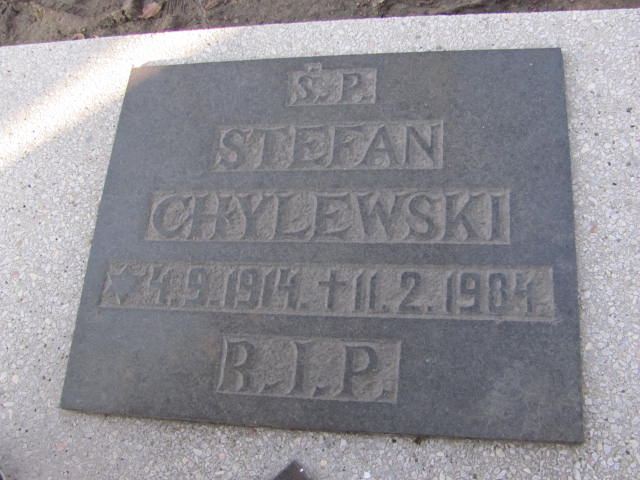 Ś.P.
STEFAN
CHYLEWSKI
★4.9.1914. †11.2.1984.
R.I.P.